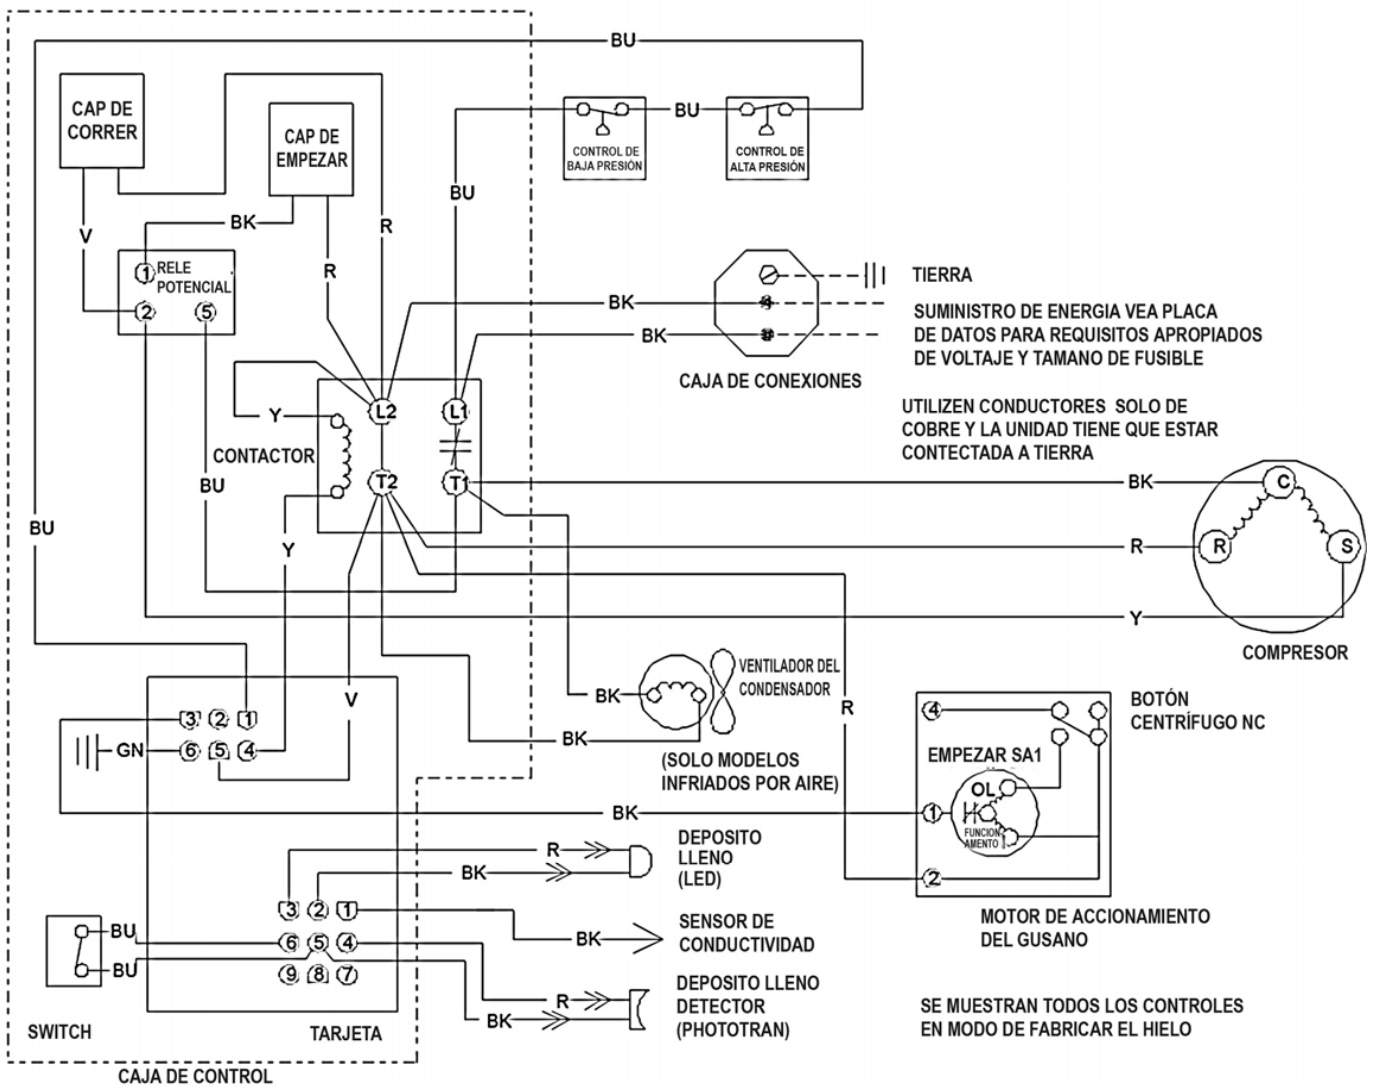 BU
CAP DE
CORRER
CAP DE
EMPEZAR
BU
CONTROL DE
BAJA PRESIÓN
CONTROL DE
ALTA PRESIÓN
BU
V
BK
R
R
1
RELE
POTENCIAL
2
5
BK
BK
TIERRA
SUMINISTRO DE ENERGIA VEA PLACA
DE DATOS PARA REQUISITOS APROPIADOS
DE VOLTAJE Y TAMANO DE FUSIBLE
CAJA DE CONEXIONES
UTILIZEN CONDUCTORES SOLO DE
COBRE Y LA UNIDAD TIENE QUE ESTAR
CONTECTADA A TIERRA
Y
L2
L1
CONTACTOR
T2
T1
BU
BU
Y
BK
C
R
R
S
Y
COMPRESOR
V
BK
VENTILADOR DEL
CONDENSADOR
BK
(SOLO MODELOS
INFRIADOS POR AIRE)
R
3 2 1
GN
6 5 4
BOTÓN
CENTRÍFUGO NC
4
EMPEZAR SA1
OL
1
FUNCION
AMENTO
2
BK
MOTOR DE ACCIONAMIENTO
DEL GUSANO
R
BK
DEPOSITO
LLENO
(LED)
3 2 1
6 5 4
9 8 7
BU
BU
BK
SENSOR DE
CONDUCTIVIDAD
R
BK
DEPOSITO LLENO
DETECTOR
(PHOTOTRAN)
SE MUESTRAN TODOS LOS CONTROLES
EN MODO DE FABRICAR EL HIELO
SWITCH
TARJETA
CAJA DE CONTROL